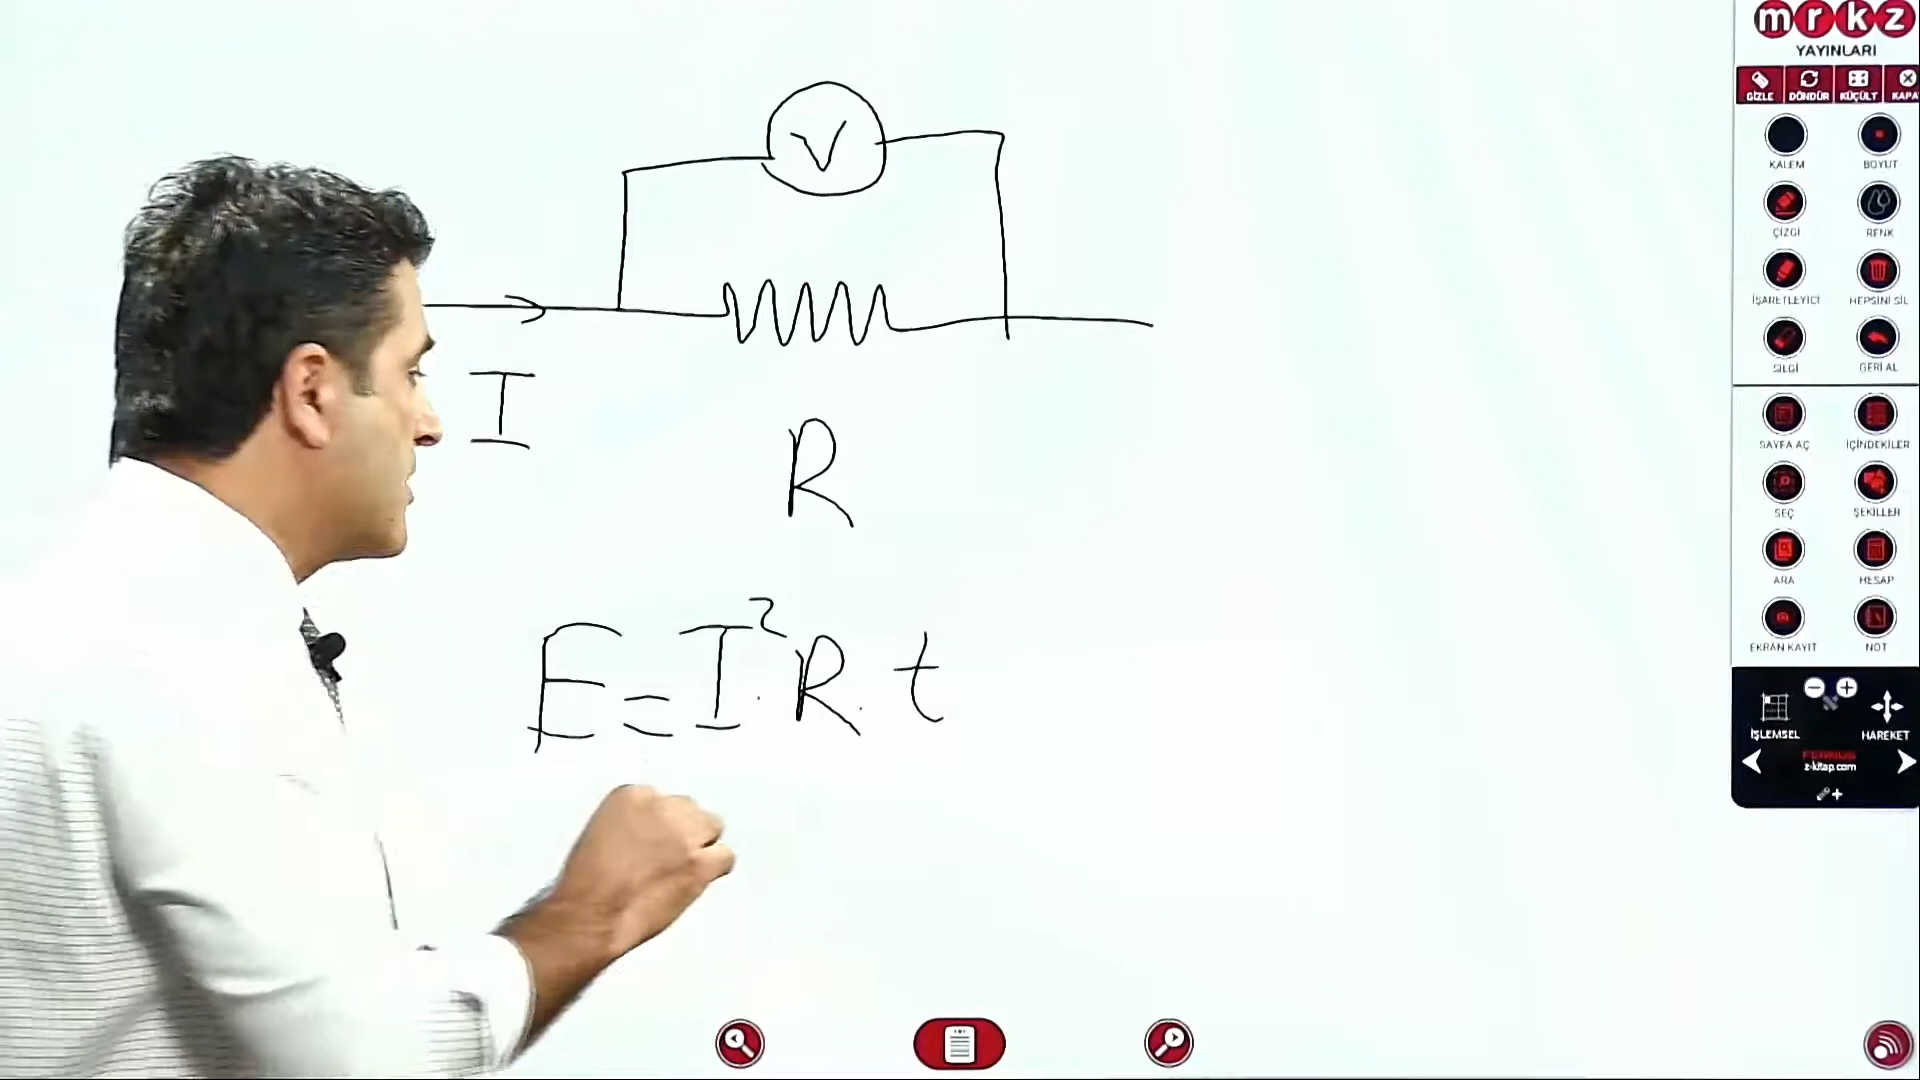 mrkz
YAYINLARI
GİZLE DÖNDÜR KÜÇÜLT KAPA
V
KALEM BOYUT
ÇİZGİ RENK
İŞARETLEYİCİ HEPSİNİ SİL
SİLGİ GERİ AL
I
R
SAYFA AÇ İÇİNDEKİLER
SEÇ ŞEKİLLER
ARA HESAP
EKRAN KAYIT NOT
E = I² . R . t
İŞLEMSEL HAREKET
FERNUS
z-kitap.com